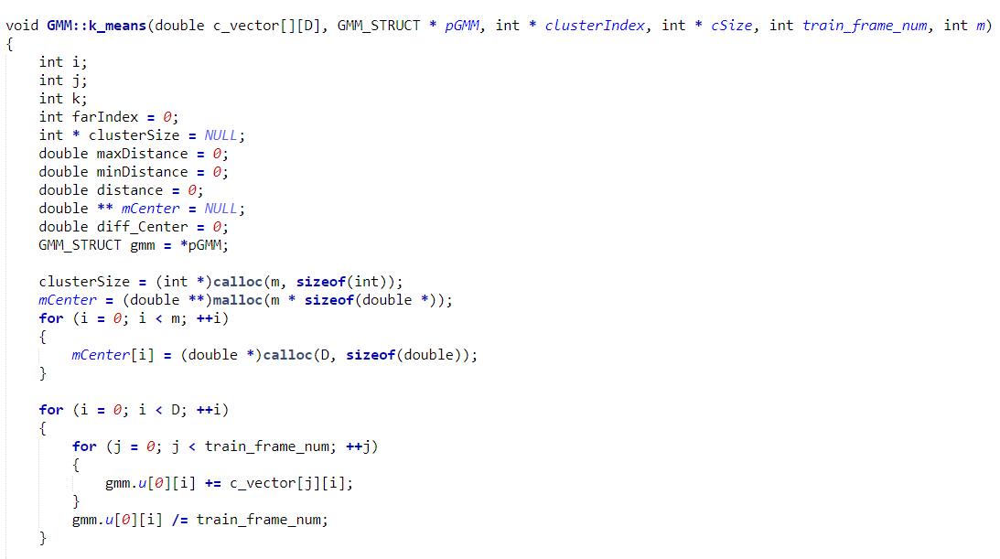 void GMM::k_means(double c_vector[][D], GMM_STRUCT * pGMM, int * clusterIndex, int * cSize, int train_frame_num, int m)
{
    int i;
    int j;
    int k;
    int farIndex = 0;
    int * clusterSize = NULL;
    double maxDistance = 0;
    double minDistance = 0;
    double distance = 0;
    double ** mCenter = NULL;
    double diff_Center = 0;
    GMM_STRUCT gmm = *pGMM;

    clusterSize = (int *)calloc(m, sizeof(int));
    mCenter = (double **)malloc(m * sizeof(double *));
    for (i = 0; i < m; ++i)
    {
        mCenter[i] = (double *)calloc(D, sizeof(double));
    }

    for (i = 0; i < D; ++i)
    {
        for (j = 0; j < train_frame_num; ++j)
        {
            gmm.u[0][i] += c_vector[j][i];
        }
        gmm.u[0][i] /= train_frame_num;
    }